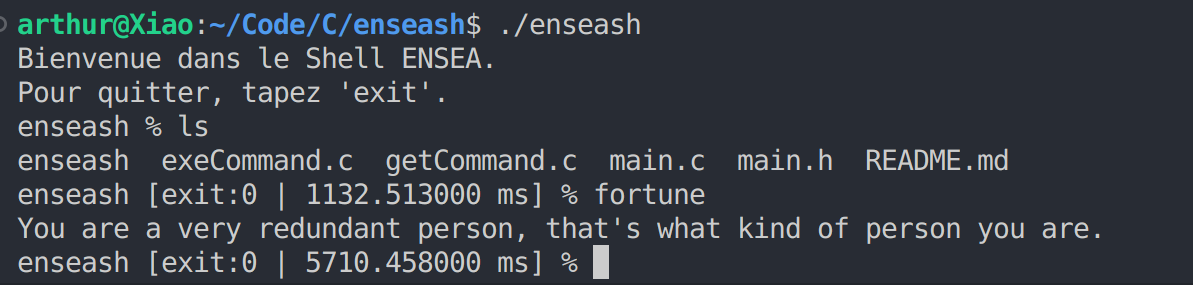 arthur@Xiao:~/Code/C/enseash$ ./enseash
Bienvenue dans le Shell ENSEA.
Pour quitter, tapez 'exit'.
enseash % ls
enseash  exeCommand.c  getCommand.c  main.c  main.h  README.md
enseash [exit:0 | 1132.513000 ms] % fortune
You are a very redundant person, that's what kind of person you are.
enseash [exit:0 | 5710.458000 ms] %